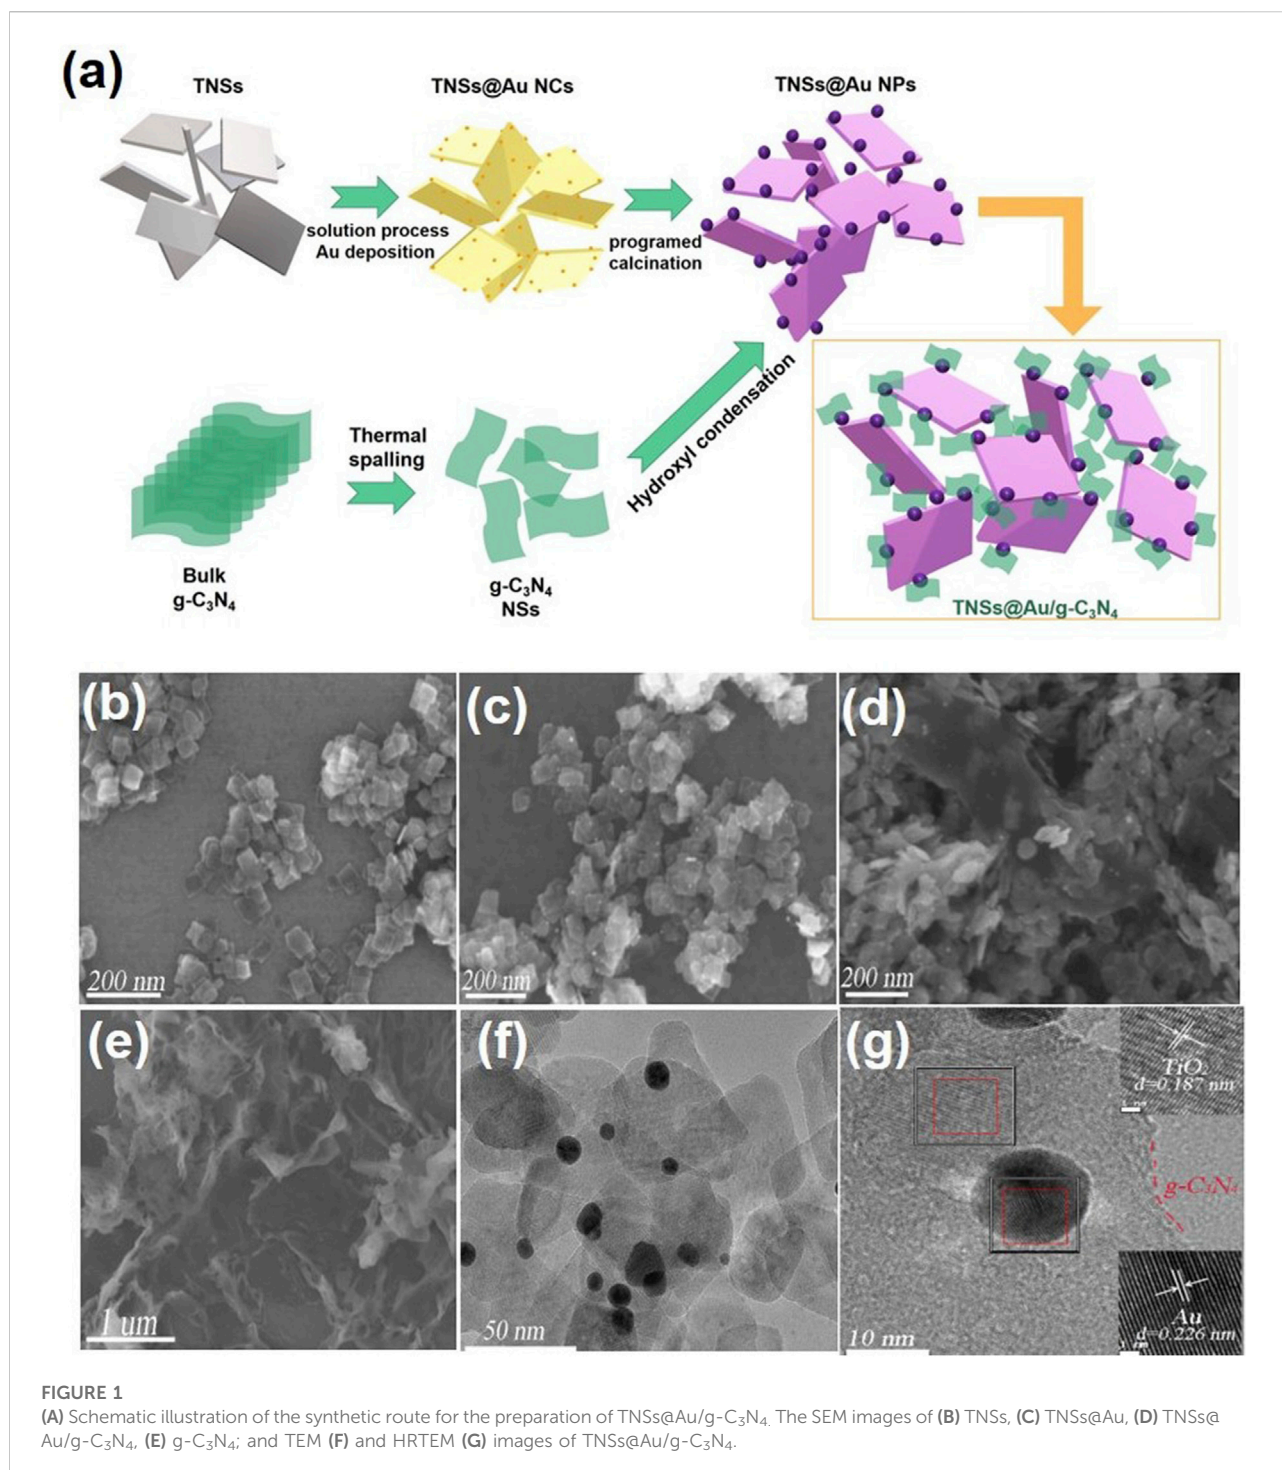 (a)
TNSs
TNSs@Au NCs
TNSs@Au NPs
solution process
Au deposition
programed
calcination
Thermal
spalling
Hydroxyl condensation
Bulk
g-C₃N₄
g-C₃N₄
NSs
TNSs@Au/g-C₃N₄
(b)
200 nm
(c)
200 nm
(d)
200 nm
(e)
1 um
(f)
50 nm
(g)
TiO₂
d=0.187 nm
g-C₃N₄
Au
d=0.226 nm
10 nm
FIGURE 1
(A) Schematic illustration of the synthetic route for the preparation of TNSs@Au/g-C₃N₄. The SEM images of (B) TNSs, (C) TNSs@Au, (D) TNSs@
Au/g-C₃N₄, (E) g-C₃N₄; and TEM (F) and HRTEM (G) images of TNSs@Au/g-C₃N₄.